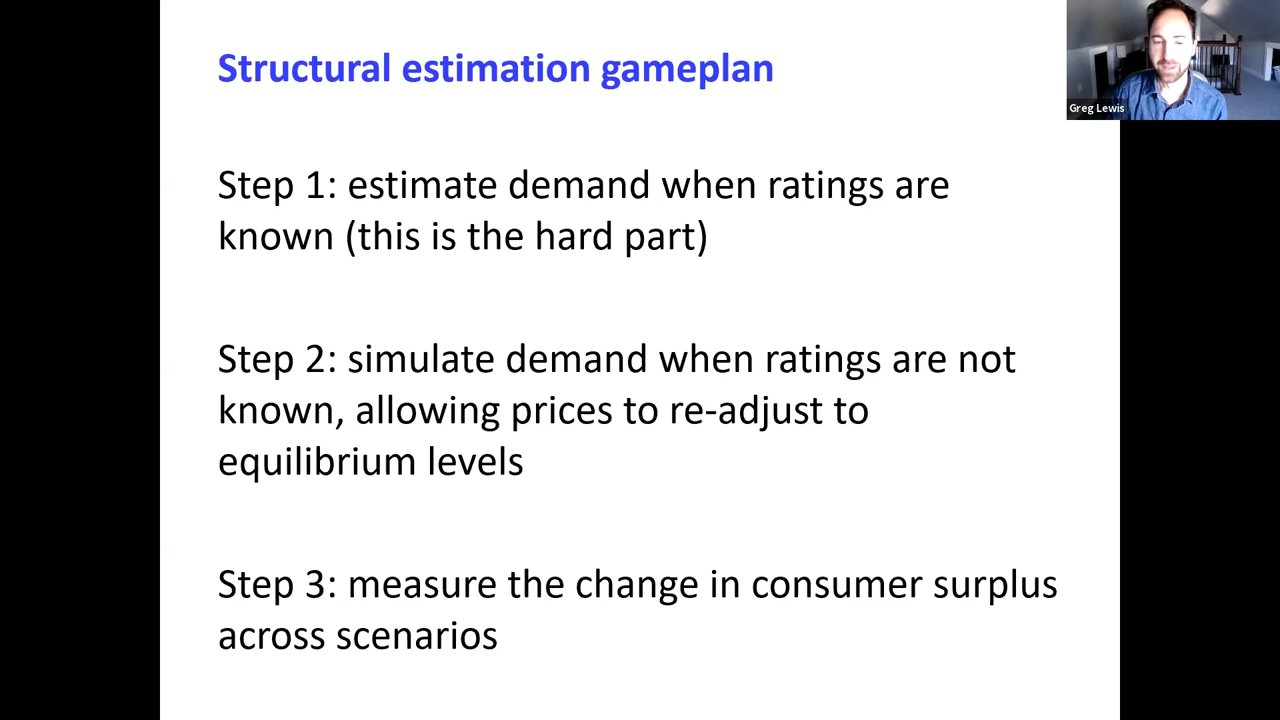 Structural estimation gameplan
Greg Lewis
Step 1: estimate demand when ratings are
known (this is the hard part)
Step 2: simulate demand when ratings are not
known, allowing prices to re-adjust to
equilibrium levels
Step 3: measure the change in consumer surplus
across scenarios